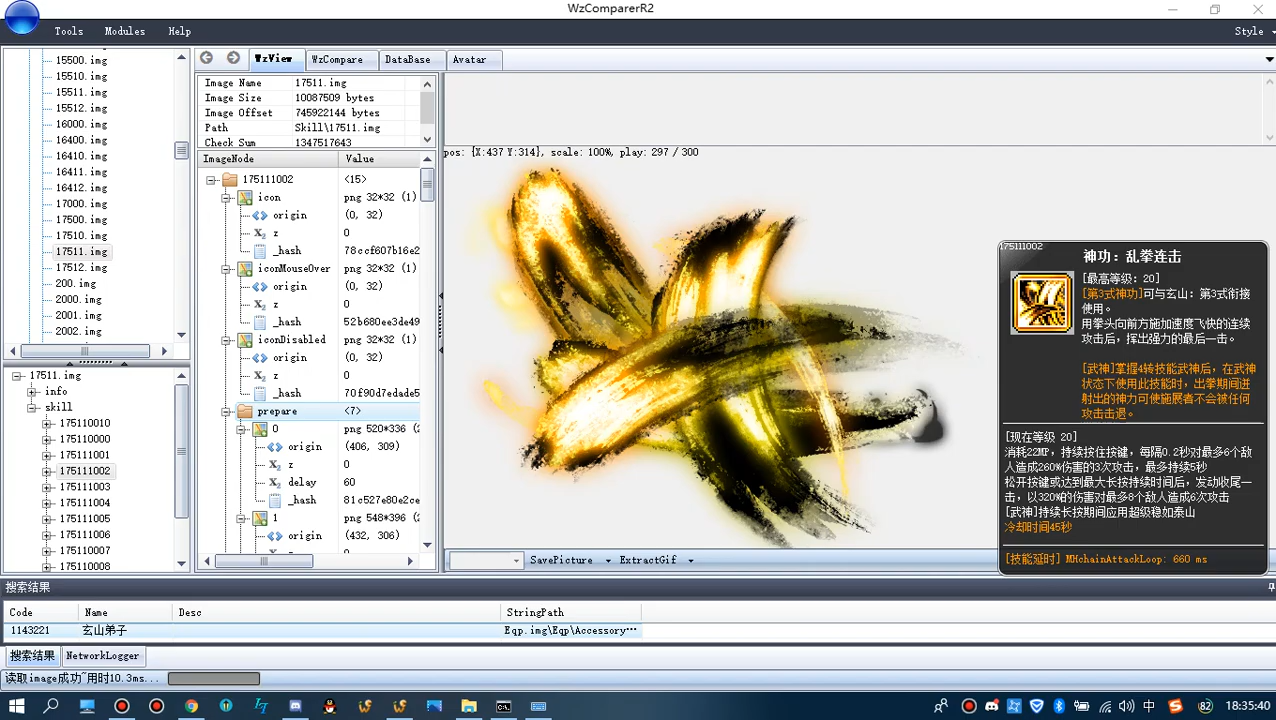 WzComparerR2
Tools Modules Help Style
15500.img
15510.img
15511.img
15512.img
16000.img
16400.img
16410.img
16411.img
16412.img
17000.img
17500.img
17510.img
17511.img
17512.img
200.img
2000.img
2001.img
2002.img
17511.img
info
skill
175110010
175110000
175111001
175111002
175111003
175111004
175111005
175111006
175110007
175110008
WzView WzCompare DataBase Avatar
Image Name 17511.img
Image Size 10087509 bytes
Image Offset 745922144 bytes
Path Skill\17511.img
Check Sum 1347517643
ImageNode Value
175111002 <15>
icon png 32*32 (1)
origin (0, 32)
z 0
_hash 78ccf607b16e2
iconMouseOver png 32*32 (1)
origin (0, 32)
z 0
_hash 52b680ee3de49
iconDisabled png 32*32 (1)
origin (0, 32)
z 0
_hash 70f90d7edade5
prepare <7>
0 png 520*336 (2
origin (406, 309)
z 0
delay 60
_hash 81c527e80e2ce
1 png 548*396 (2
origin (432, 306)
pos: {X:437 Y:314}, scale: 100%, play: 297 / 300
175111002
神功：乱拳连击
[最高等级：20]
[第3式神功]可与玄山：第3式衔接
使用。
用拳头向前方施加速度飞快的连续
攻击后，挥出强力的最后一击。
[武神]掌握4转技能武神后，在武神
状态下使用此技能时，出拳期间迸
射出的神力可使施展者不会被任何
攻击击退。
[现在等级 20]
消耗22MP，持续按住按键，每隔0.2秒对最多6个敌
人造成260%伤害的3次攻击，最多持续5秒
松开按键或达到最大长按持续时间后，发动收尾一
击，以320%的伤害对最多8个敌人造成6次攻击
[武神]持续长按期间应用超级稳如泰山
冷却时间45秒
[技能延时] MHchainAttackLoop: 660 ms
SavePicture ExtractGif
搜索结果
Code Name Desc StringPath
1143221 玄山弟子 Eqp.img\Eqp\Accessory…
搜索结果 NetworkLogger
读取image成功~用时10.3ms...
中 82 18:35:40